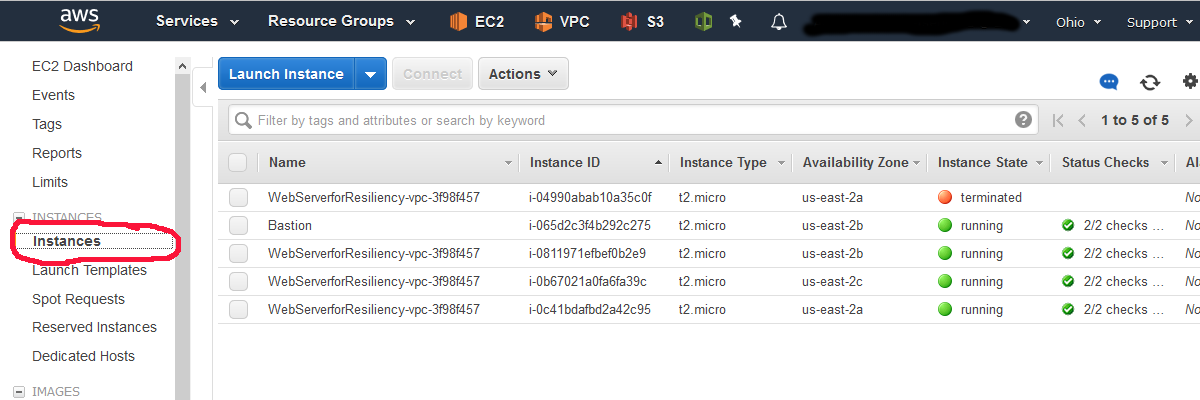 aws Services Resource Groups EC2 VPC S3 Ohio Support
EC2 Dashboard
Events
Tags
Reports
Limits
INSTANCES
Instances
Launch Templates
Spot Requests
Reserved Instances
Dedicated Hosts
IMAGES
Launch Instance Connect Actions
Filter by tags and attributes or search by keyword 1 to 5 of 5
Name Instance ID Instance Type Availability Zone Instance State Status Checks Al
WebServerforResiliency-vpc-3f98f457 i-04990abab10a35c0f t2.micro us-east-2a terminated No
Bastion i-065d2c3f4b292c275 t2.micro us-east-2b running 2/2 checks ... No
WebServerforResiliency-vpc-3f98f457 i-0811971efbef0b2e9 t2.micro us-east-2b running 2/2 checks ... No
WebServerforResiliency-vpc-3f98f457 i-0b67021a0fa6fa39c t2.micro us-east-2c running 2/2 checks ... No
WebServerforResiliency-vpc-3f98f457 i-0c41bdafbd2a42c95 t2.micro us-east-2a running 2/2 checks ... No